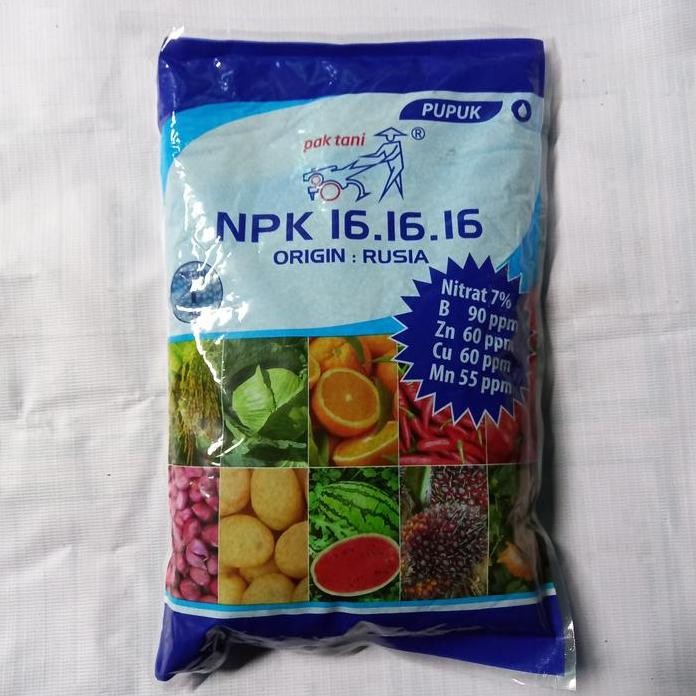 PUPUK
pak tani
®
NPK 16.16.16
ORIGIN : RUSIA
Nitrat 7%
B 90 ppm
Zn 60 ppm
Cu 60 ppm
Mn 55 ppm